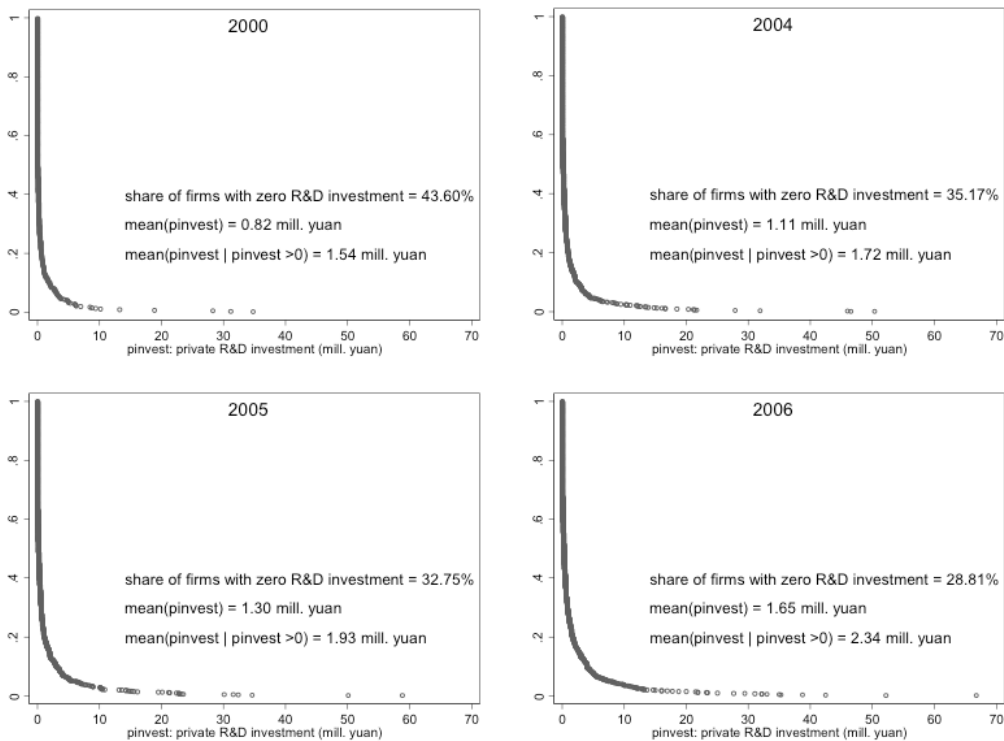 2000
1
.8
.6
.4
.2
0
share of firms with zero R&D investment = 43.60%
mean(pinvest) = 0.82 mill. yuan
mean(pinvest | pinvest >0) = 1.54 mill. yuan
0 10 20 30 40 50 60 70
pinvest: private R&D investment (mill. yuan)
2004
1
.8
.6
.4
.2
0
share of firms with zero R&D investment = 35.17%
mean(pinvest) = 1.11 mill. yuan
mean(pinvest | pinvest >0) = 1.72 mill. yuan
0 10 20 30 40 50 60 70
pinvest: private R&D investment (mill. yuan)
2005
1
.8
.6
.4
.2
0
share of firms with zero R&D investment = 32.75%
mean(pinvest) = 1.30 mill. yuan
mean(pinvest | pinvest >0) = 1.93 mill. yuan
0 10 20 30 40 50 60 70
pinvest: private R&D investment (mill. yuan)
2006
1
.8
.6
.4
.2
0
share of firms with zero R&D investment = 28.81%
mean(pinvest) = 1.65 mill. yuan
mean(pinvest | pinvest >0) = 2.34 mill. yuan
0 10 20 30 40 50 60 70
pinvest: private R&D investment (mill. yuan)